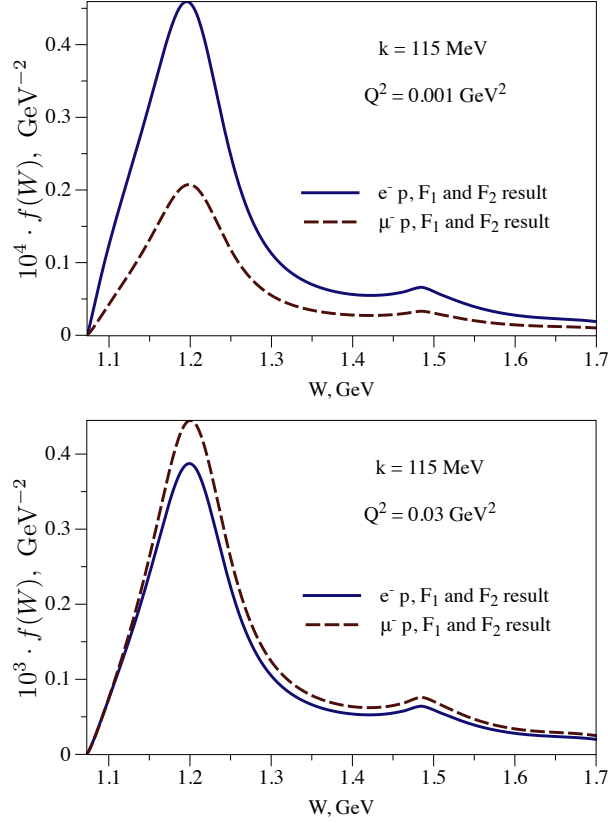 10⁴ · f(W), GeV⁻²
0.4
0.3
0.2
0.1
0
k = 115 MeV
Q² = 0.001 GeV²
e⁻ p, F₁ and F₂ result
μ⁻ p, F₁ and F₂ result
1.1 1.2 1.3 1.4 1.5 1.6 1.7
W, GeV
10³ · f(W), GeV⁻²
0.4
0.3
0.2
0.1
0
k = 115 MeV
Q² = 0.03 GeV²
e⁻ p, F₁ and F₂ result
μ⁻ p, F₁ and F₂ result
1.1 1.2 1.3 1.4 1.5 1.6 1.7
W, GeV